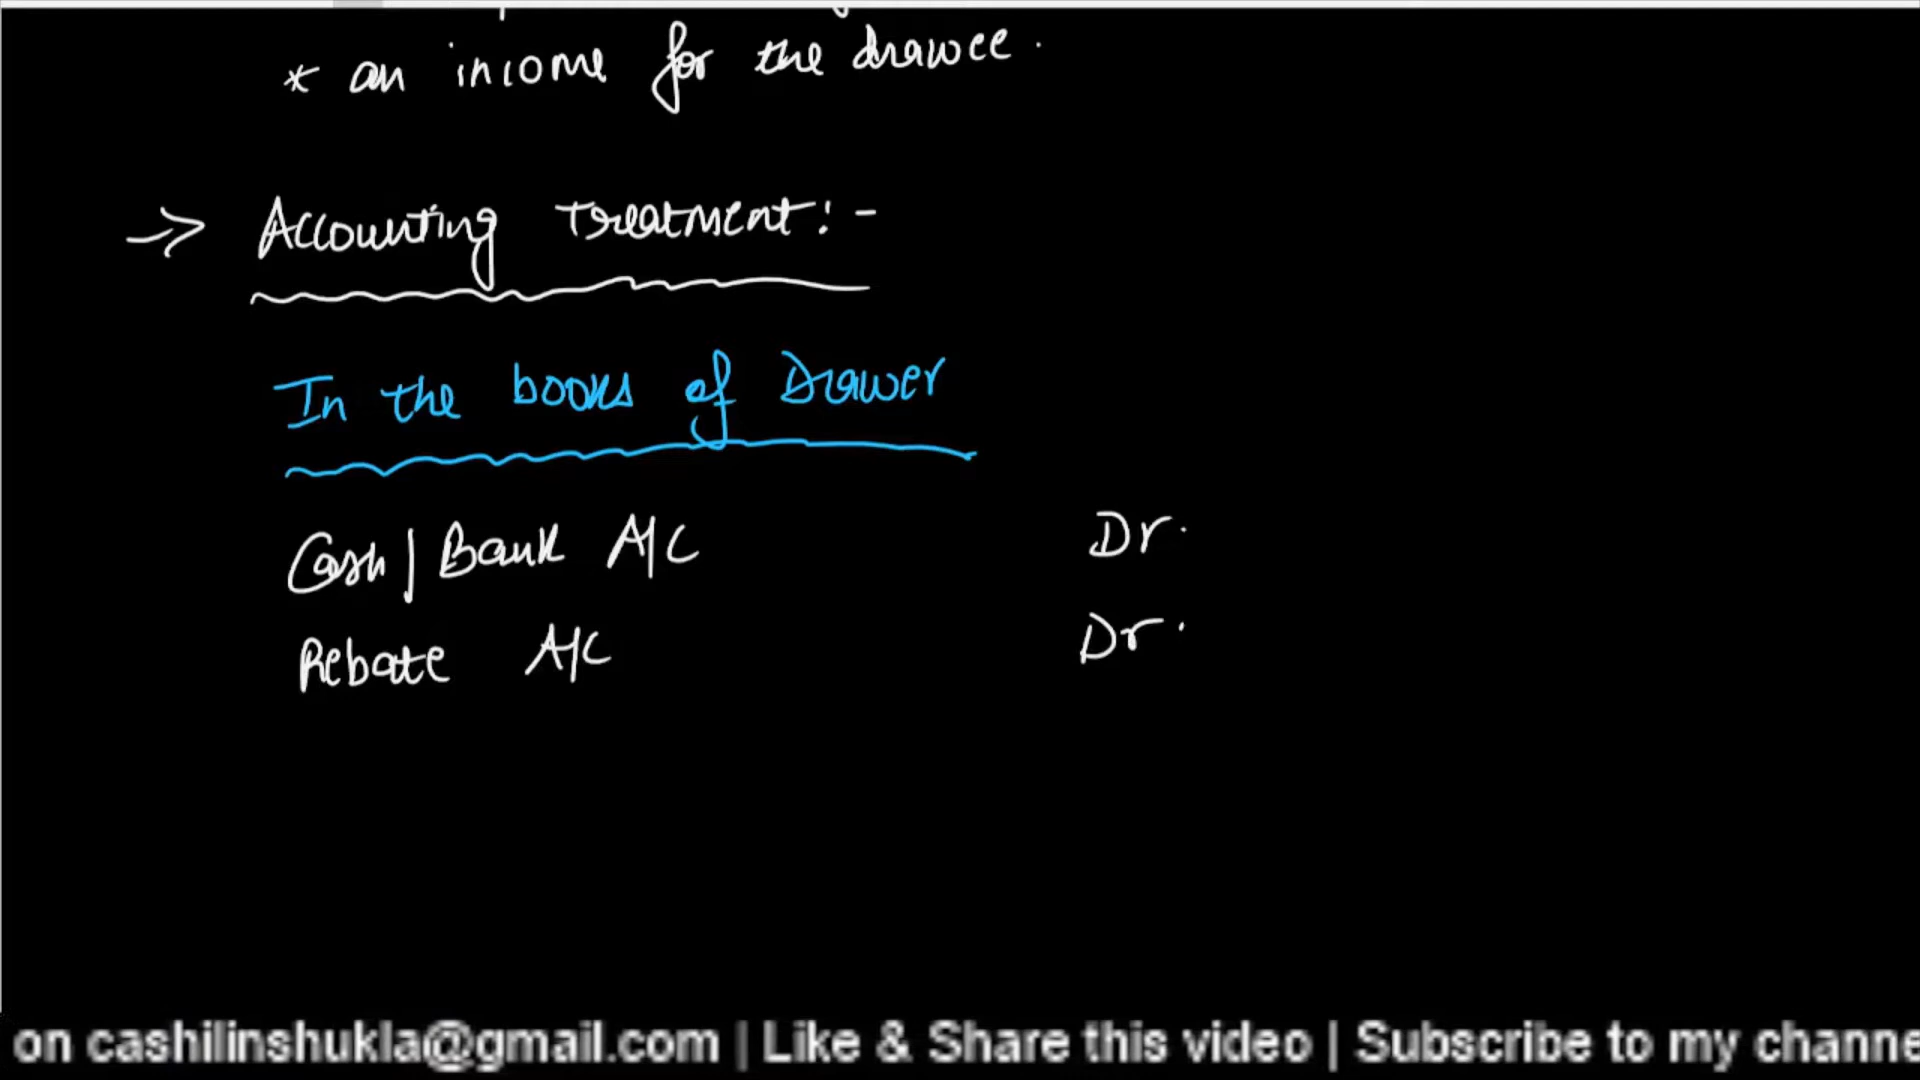 * an income for the drawee.
→ Accounting Treatment:-
In the books of Drawer
Cash/Bank A/C Dr.
Rebate A/C Dr.
on cashilinshukla@gmail.com | Like & Share this video | Subscribe to my channe